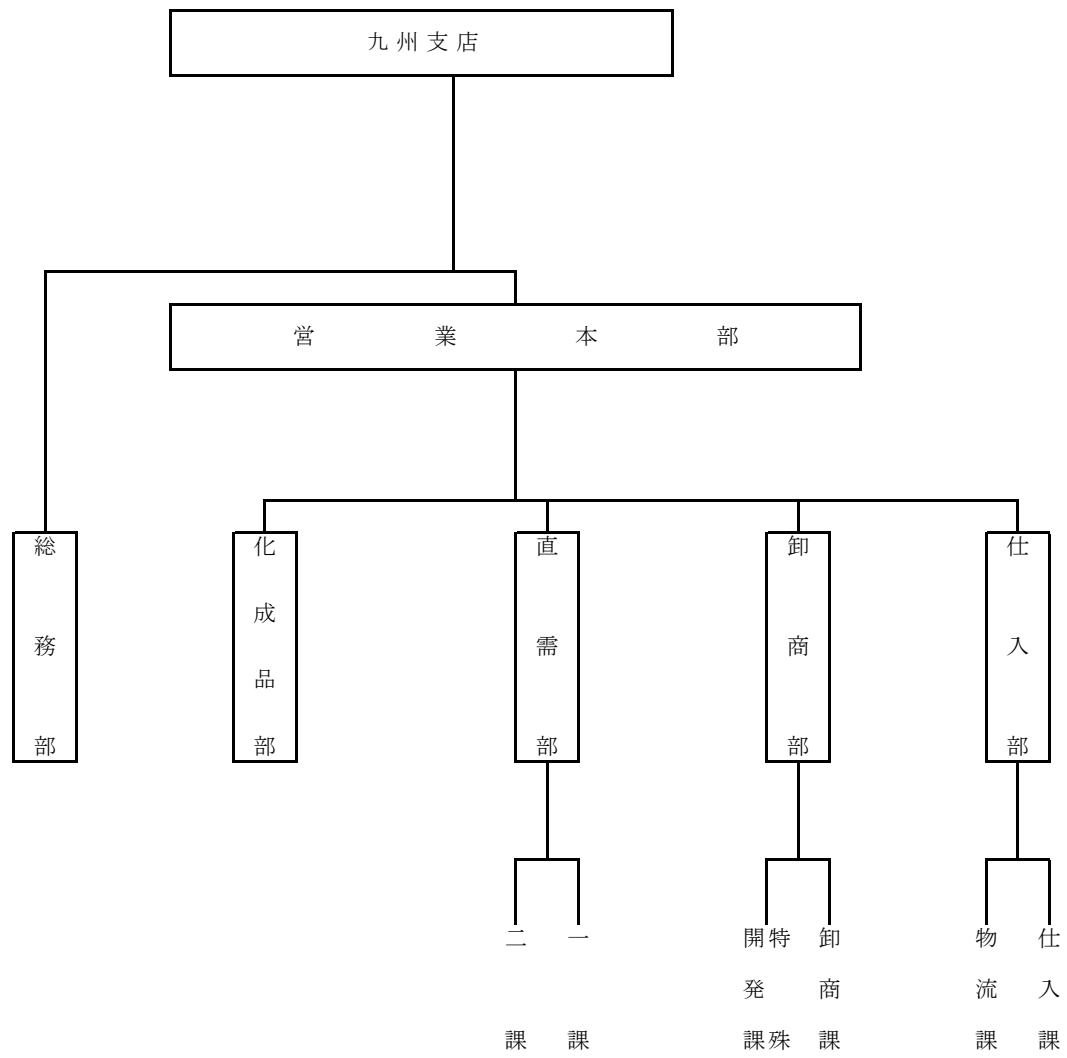 九州支店
営業本部
総務部
化成品部
直需部
卸商部
仕入部
二課
一課
特殊
開発課
卸商課
物流課
仕入課